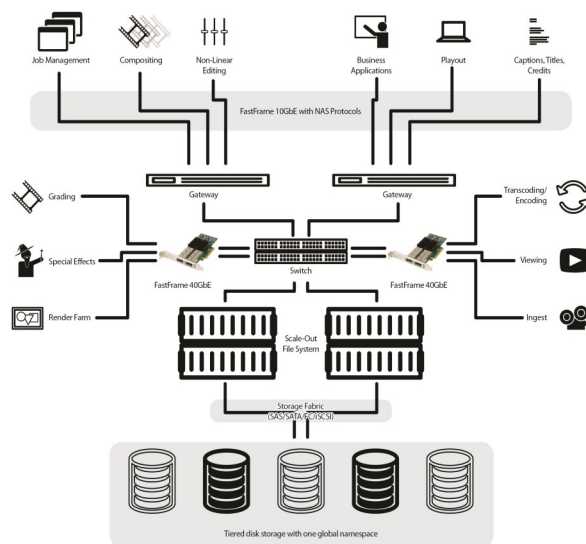 Job Management
Compositing
Non-Linear
Editing
Business
Applications
Playout
Captions, Titles,
Credits
FastFrame 10GbE with NAS Protocols
Gateway
Gateway
Grading
Transcoding/
Encoding
Special Effects
Switch
Viewing
FastFrame 40GbE
FastFrame 40GbE
Render Farm
Ingest
Scale-Out
File System
Storage Fabric
(SAS/SATA/FC/iSCSI)
Tiered disk storage with one global namespace